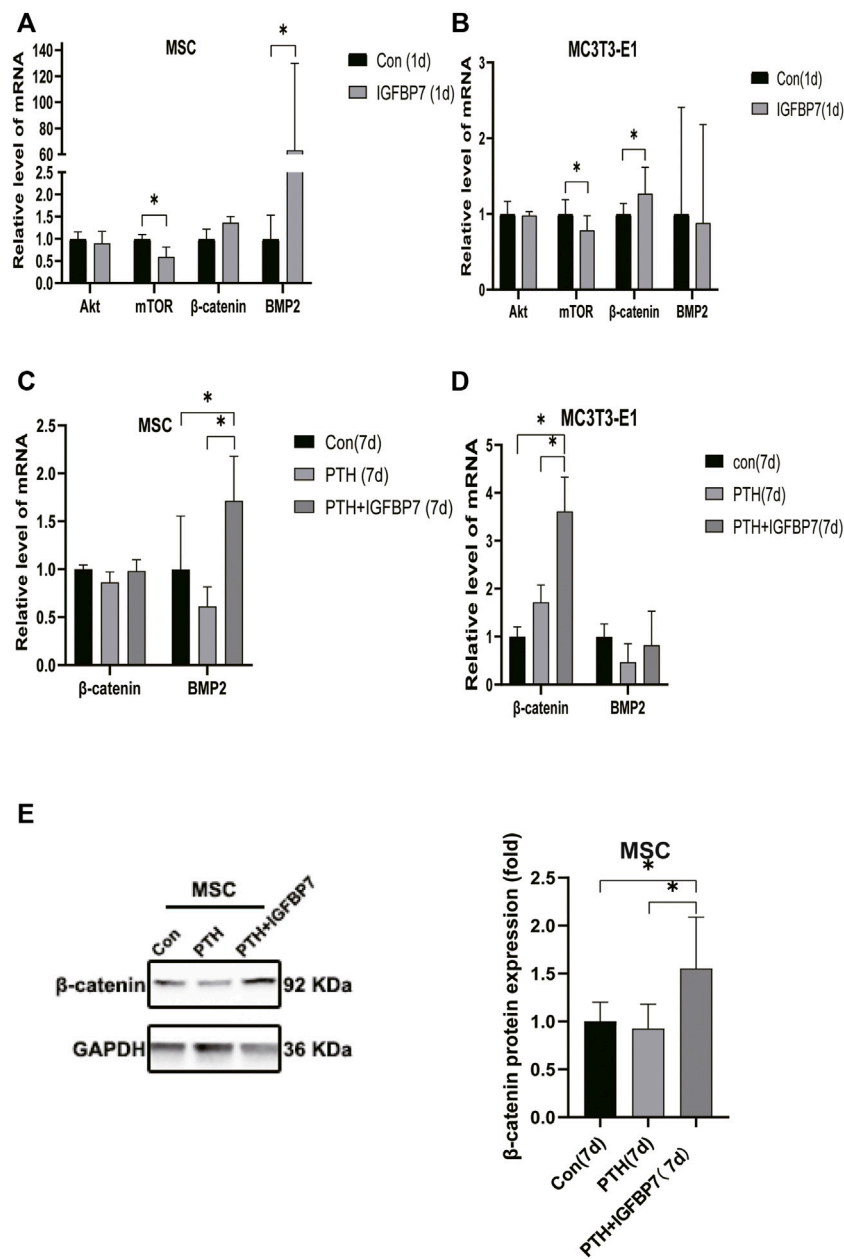 A
MSC
Relative level of mRNA
140
120
100
80
60
2.5
2.0
1.5
1.0
0.5
0.0
*
*
Akt mTOR β-catenin BMP2
Con (1d)
IGFBP7 (1d)
B
MC3T3-E1
Relative level of mRNA
3
2
1
0
*
*
Akt mTOR β-catenin BMP2
Con(1d)
IGFBP7(1d)
C
MSC
Relative level of mRNA
2.5
2.0
1.5
1.0
0.5
0.0
*
*
β-catenin BMP2
Con(7d)
PTH (7d)
PTH+IGFBP7 (7d)
D
MC3T3-E1
Relative level of mRNA
5
4
3
2
1
0
*
*
β-catenin BMP2
con(7d)
PTH(7d)
PTH+IGFBP7(7d)
E
MSC
Con PTH PTH+IGFBP7
β-catenin 92 KDa
GAPDH 36 KDa
MSC
β-catenin protein expression (fold)
2.5
2.0
1.5
1.0
0.5
0.0
*
*
Con(7d)
PTH(7d)
PTH+IGFBP7( 7d)